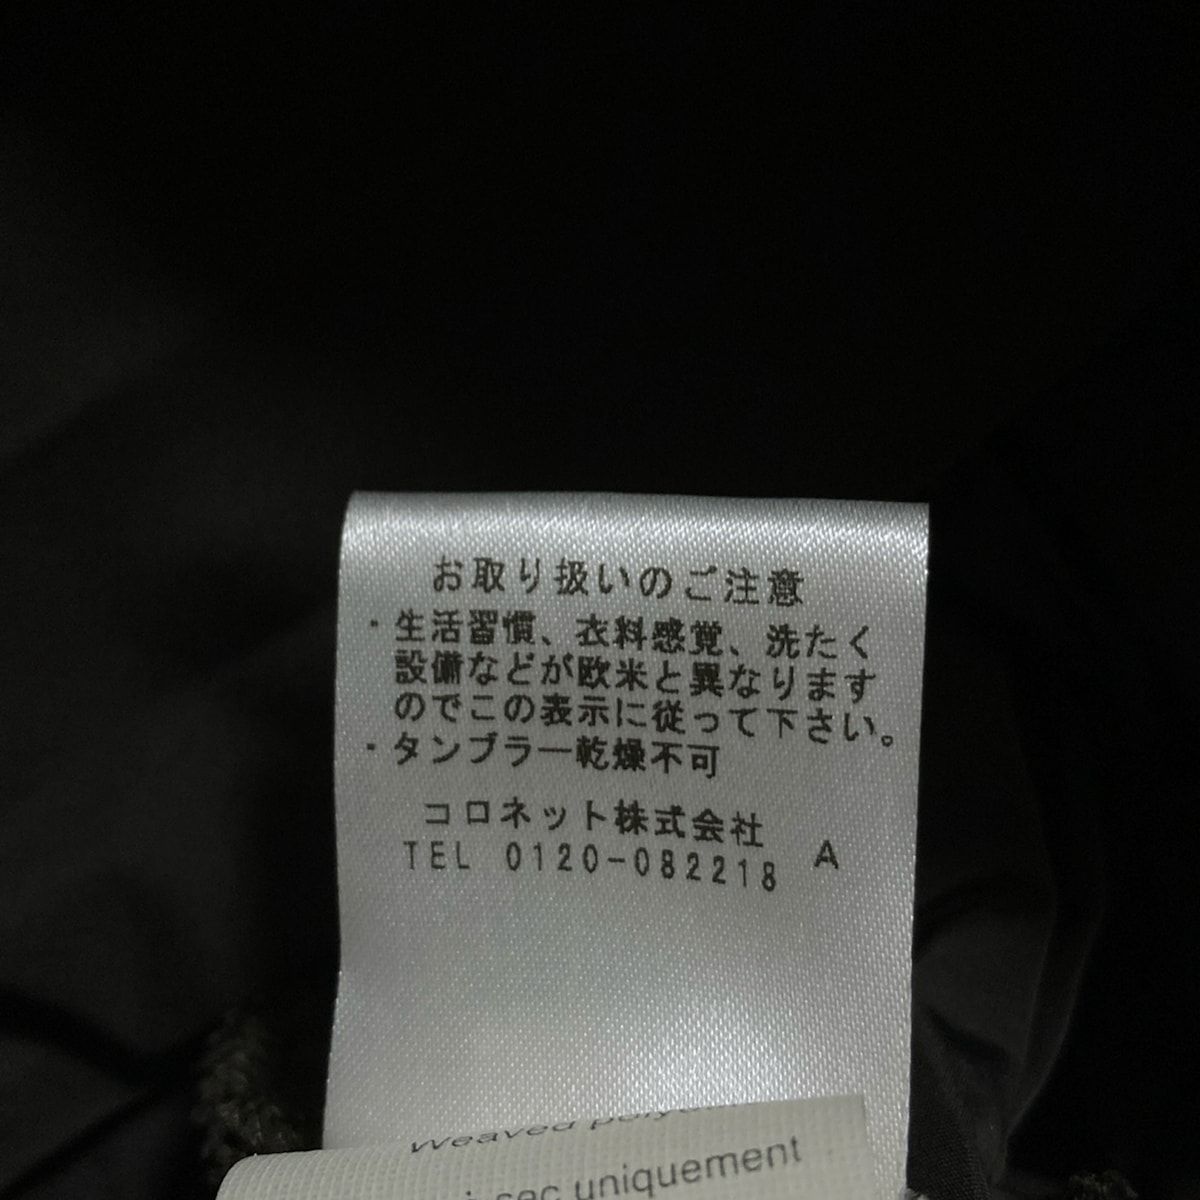 お取り扱いのご注意
・生活習慣、衣料感覚、洗たく
設備などが欧米と異なります
のでこの表示に従って下さい。
・タンブラー乾燥不可
コロネット株式会社
TEL 0120-082218 A
Weaved
sec uniquement